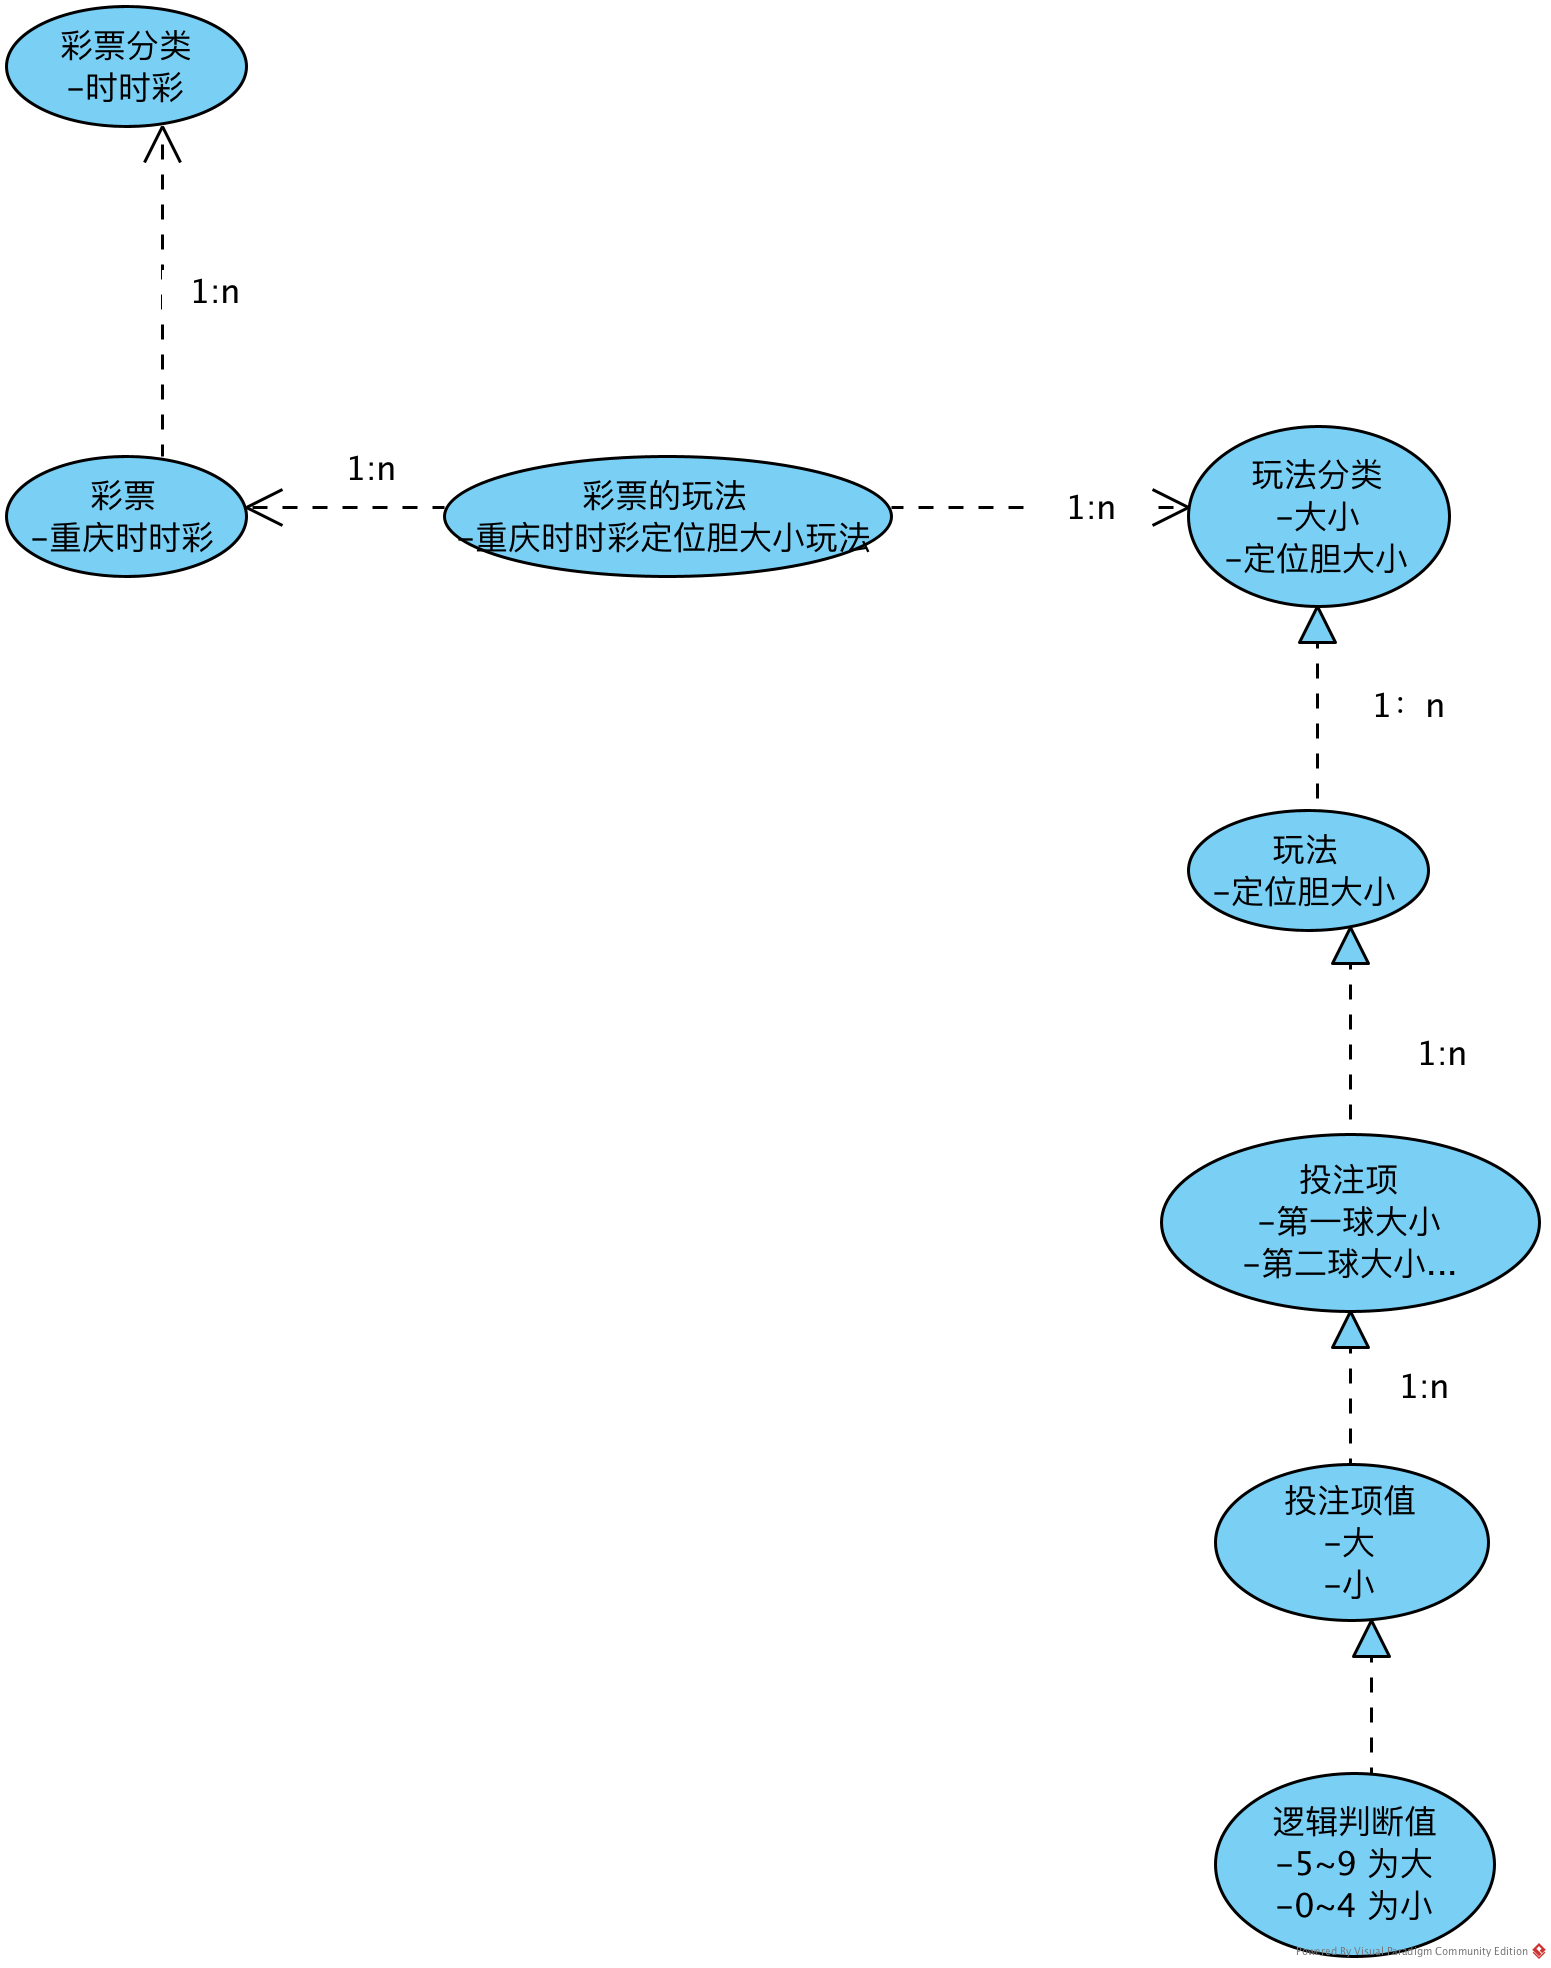 彩票分类
-时时彩
1:n
1:n
彩票
-重庆时时彩
彩票的玩法
-重庆时时彩定位胆大小玩法
1:n
玩法分类
-大小
-定位胆大小
1：n
玩法
-定位胆大小
1:n
投注项
-第一球大小
-第二球大小...
1:n
投注项值
-大
-小
逻辑判断值
-5~9 为大
-0~4 为小
Powered By Visual Paradigm Community Edition